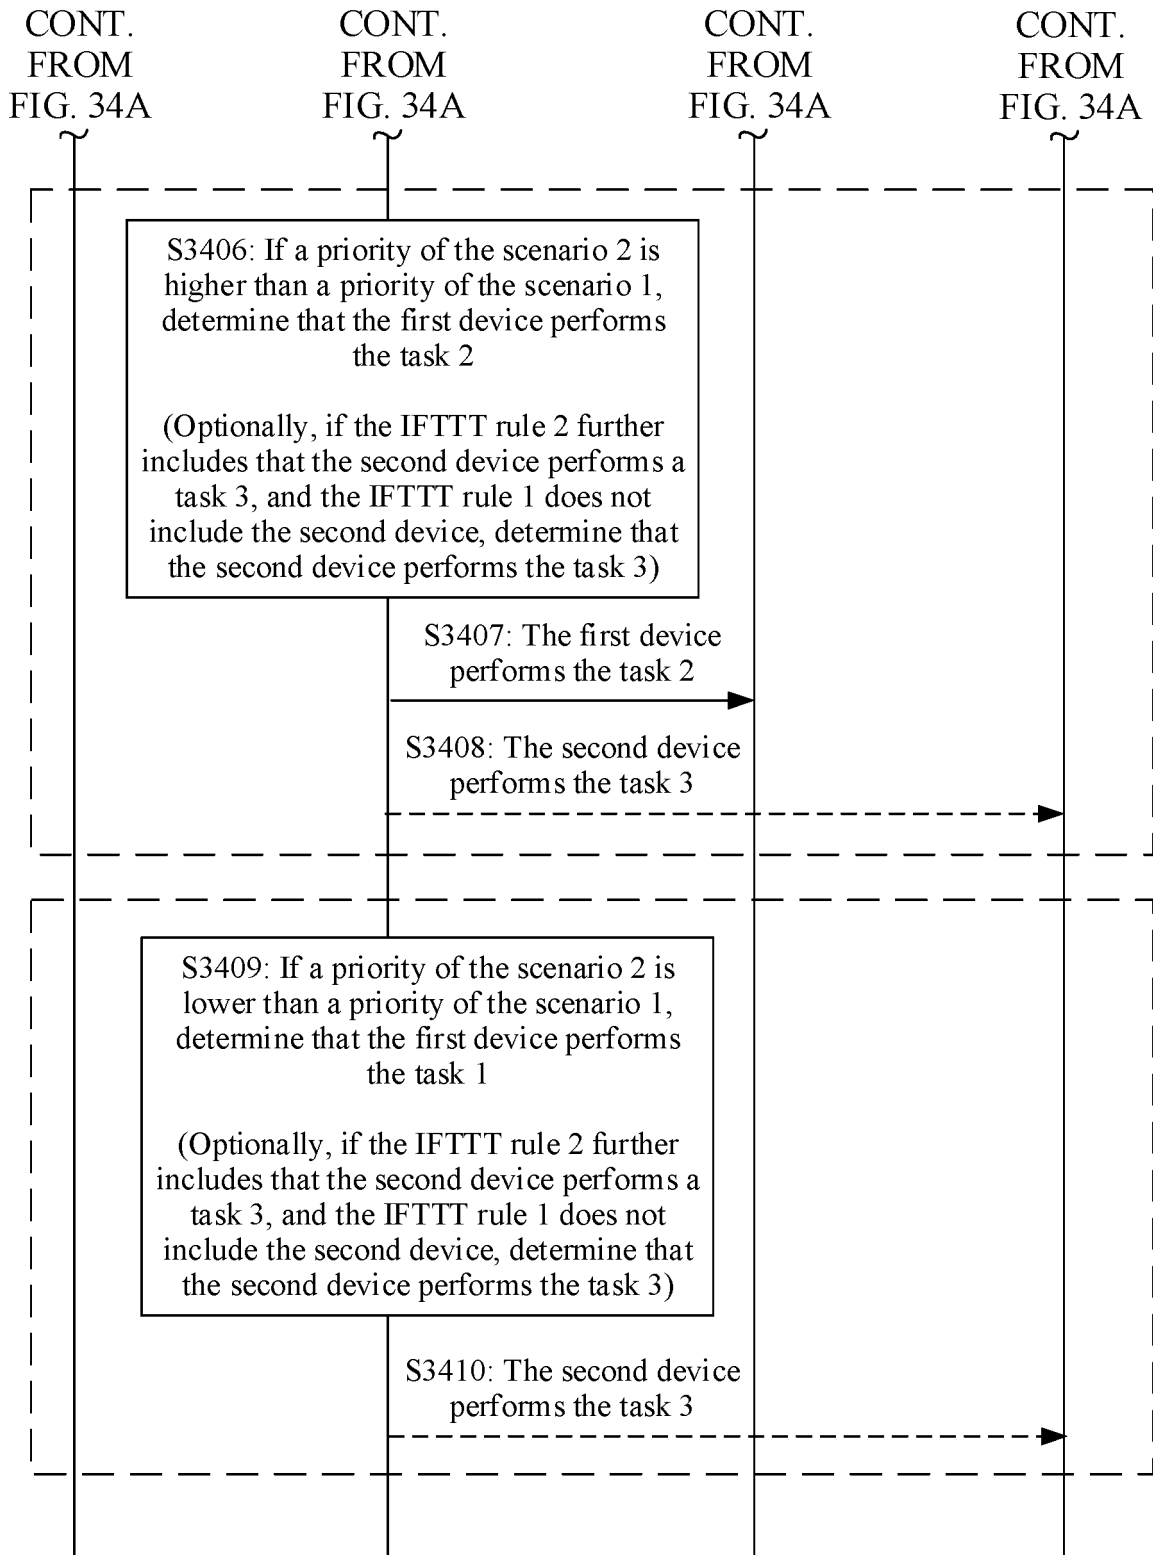 CONT.
FROM
FIG. 34A
CONT.
FROM
FIG. 34A
CONT.
FROM
FIG. 34A
CONT.
FROM
FIG. 34A
S3406: If a priority of the scenario 2 is
higher than a priority of the scenario 1,
determine that the first device performs
the task 2
(Optionally, if the IFTTT rule 2 further
includes that the second device performs a
task 3, and the IFTTT rule 1 does not
include the second device, determine that
the second device performs the task 3)
S3407: The first device
performs the task 2
S3408: The second device
performs the task 3
S3409: If a priority of the scenario 2 is
lower than a priority of the scenario 1,
determine that the first device performs
the task 1
(Optionally, if the IFTTT rule 2 further
includes that the second device performs a
task 3, and the IFTTT rule 1 does not
include the second device, determine that
the second device performs the task 3)
S3410: The second device
performs the task 3